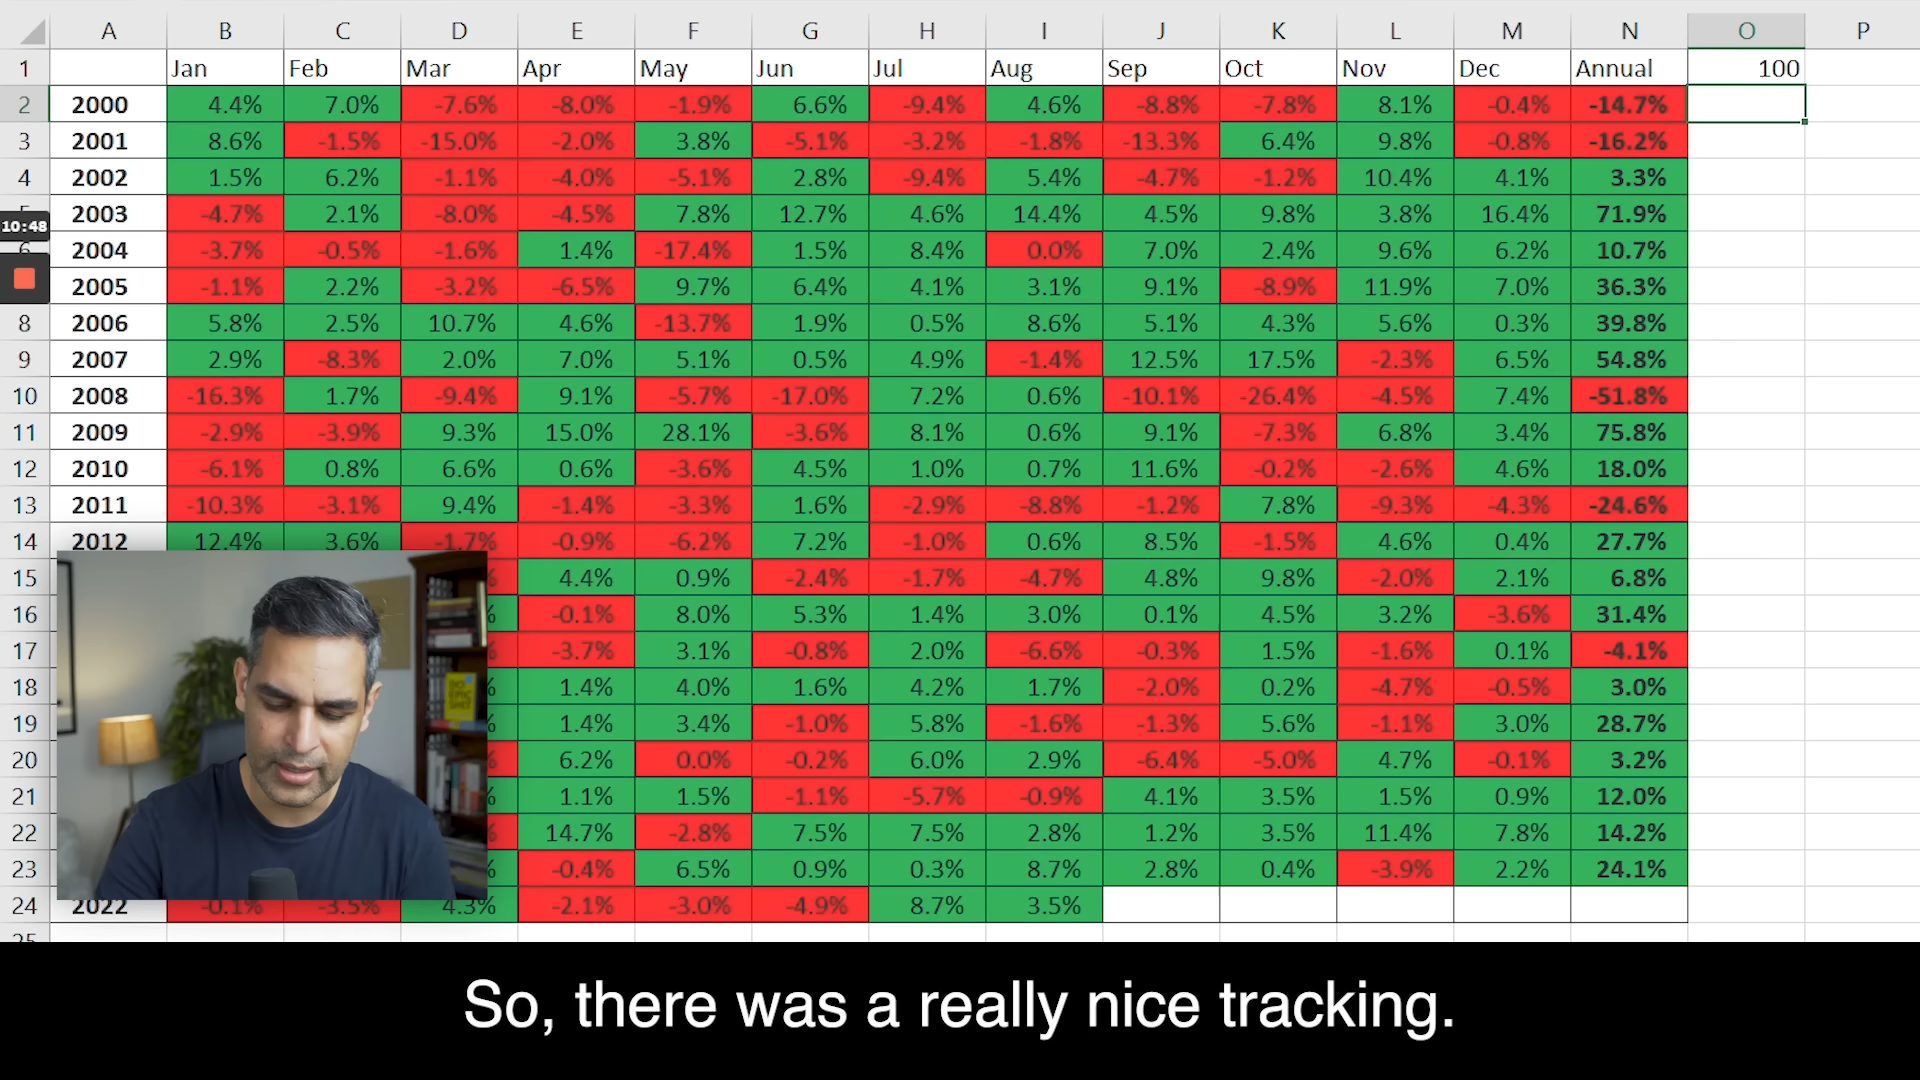 A B C D E F G H I J K L M N O P
1 Jan Feb Mar Apr May Jun Jul Aug Sep Oct Nov Dec Annual 100
2 2000 4.4% 7.0% -7.6% -8.0% -1.9% 6.6% -9.4% 4.6% -8.8% -7.8% 8.1% -0.4% -14.7%
3 2001 8.6% -1.5% -15.0% -2.0% 3.8% -5.1% -3.2% -1.8% -13.3% 6.4% 9.8% -0.8% -16.2%
4 2002 1.5% 6.2% -1.1% -4.0% -5.1% 2.8% -9.4% 5.4% -4.7% -1.2% 10.4% 4.1% 3.3%
2003 -4.7% 2.1% -8.0% -4.5% 7.8% 12.7% 4.6% 14.4% 4.5% 9.8% 3.8% 16.4% 71.9%
10:48
2004 -3.7% -0.5% -1.6% 1.4% -17.4% 1.5% 8.4% 0.0% 7.0% 2.4% 9.6% 6.2% 10.7%
2005 -1.1% 2.2% -3.2% -6.5% 9.7% 6.4% 4.1% 3.1% 9.1% -8.9% 11.9% 7.0% 36.3%
8 2006 5.8% 2.5% 10.7% 4.6% -13.7% 1.9% 0.5% 8.6% 5.1% 4.3% 5.6% 0.3% 39.8%
9 2007 2.9% -8.3% 2.0% 7.0% 5.1% 0.5% 4.9% -1.4% 12.5% 17.5% -2.3% 6.5% 54.8%
10 2008 -16.3% 1.7% -9.4% 9.1% -5.7% -17.0% 7.2% 0.6% -10.1% -26.4% -4.5% 7.4% -51.8%
11 2009 -2.9% -3.9% 9.3% 15.0% 28.1% -3.6% 8.1% 0.6% 9.1% -7.3% 6.8% 3.4% 75.8%
12 2010 -6.1% 0.8% 6.6% 0.6% -3.6% 4.5% 1.0% 0.7% 11.6% -0.2% -2.6% 4.6% 18.0%
13 2011 -10.3% -3.1% 9.4% -1.4% -3.3% 1.6% -2.9% -8.8% -1.2% 7.8% -9.3% -4.3% -24.6%
14 2012 12.4% 3.6% -1.7% -0.9% -6.2% 7.2% -1.0% 0.6% 8.5% -1.5% 4.6% 0.4% 27.7%
15 4.4% 0.9% -2.4% -1.7% -4.7% 4.8% 9.8% -2.0% 2.1% 6.8%
16 -0.1% 8.0% 5.3% 1.4% 3.0% 0.1% 4.5% 3.2% -3.6% 31.4%
17 -3.7% 3.1% -0.8% 2.0% -6.6% -0.3% 1.5% -1.6% 0.1% -4.1%
18 1.4% 4.0% 1.6% 4.2% 1.7% -2.0% 0.2% -4.7% -0.5% 3.0%
19 1.4% 3.4% -1.0% 5.8% -1.6% -1.3% 5.6% -1.1% 3.0% 28.7%
20 6.2% 0.0% -0.2% 6.0% 2.9% -6.4% -5.0% 4.7% -0.1% 3.2%
21 1.1% 1.5% -1.1% -5.7% -0.9% 4.1% 3.5% 1.5% 0.9% 12.0%
22 14.7% -2.8% 7.5% 7.5% 2.8% 1.2% 3.5% 11.4% 7.8% 14.2%
23 -0.4% 6.5% 0.9% 0.3% 8.7% 2.8% 0.4% -3.9% 2.2% 24.1%
24 2022 -0.1% -3.5% 4.3% -2.1% -3.0% -4.9% 8.7% 3.5%
So, there was a really nice tracking.